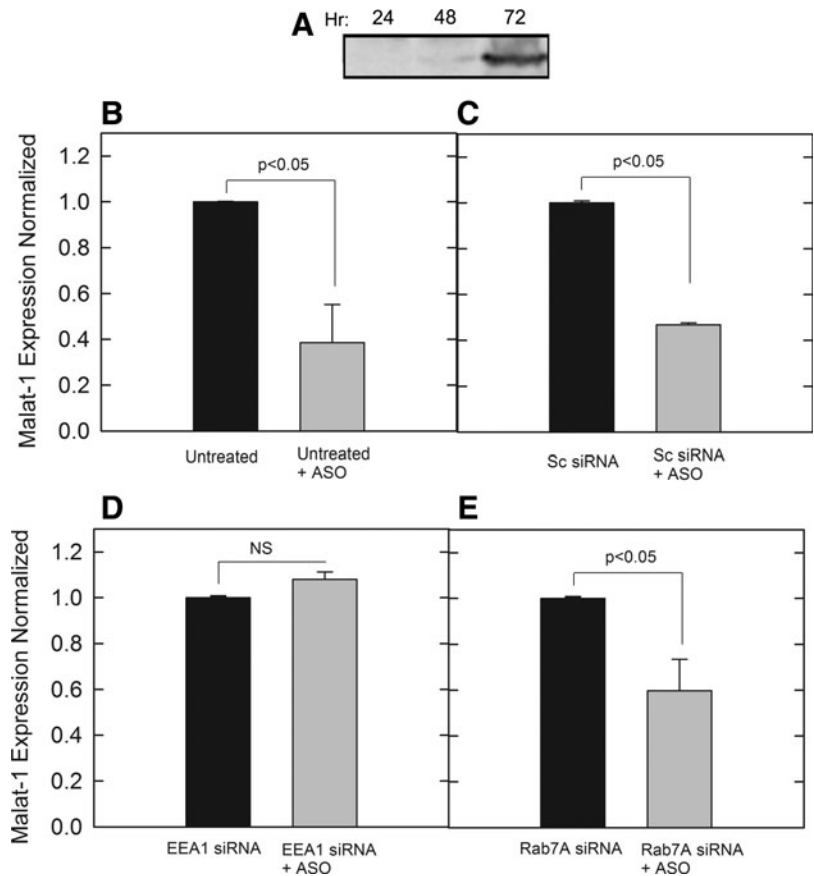 A Hr: 24 48 72
B
C
Malat-1 Expression Normalized
1.2
1.0
0.8
0.6
0.4
0.2
0.0
p<0.05
p<0.05
Untreated
Untreated
+ ASO
Sc siRNA
Sc siRNA
+ ASO
D
E
Malat-1 Expression Normalized
1.2
1.0
0.8
0.6
0.4
0.2
0.0
NS
p<0.05
EEA1 siRNA
EEA1 siRNA
+ ASO
Rab7A siRNA
Rab7A siRNA
+ ASO